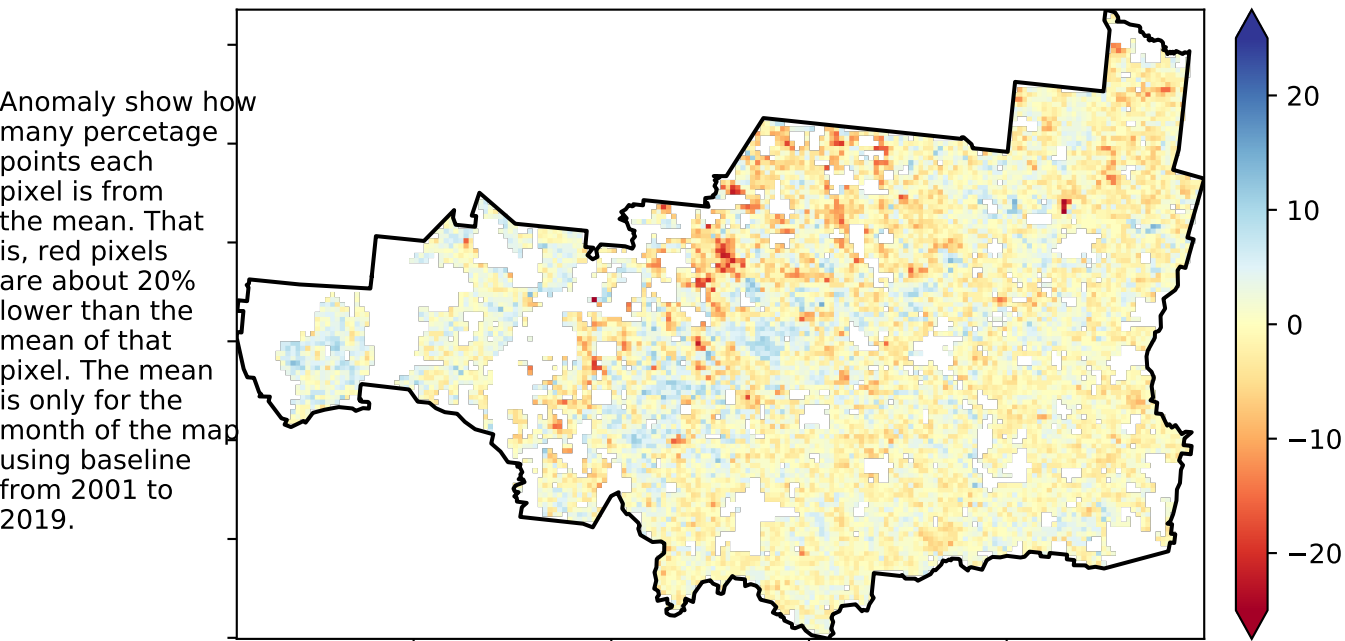 Anomaly show how
many percetage
points each
pixel is from
the mean. That
is, red pixels
are about 20%
lower than the
mean of that
pixel. The mean
is only for the
month of the map
using baseline
from 2001 to
2019.
20
10
0
−10
−20